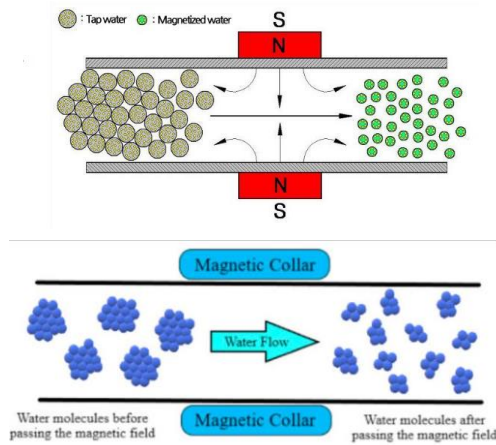 : Tap water
: Magnetized water
S
N
N
S
Magnetic Collar
Water Flow
Magnetic Collar
Water molecules before
passing the magnetic field
Water molecules after
passing the magnetic field